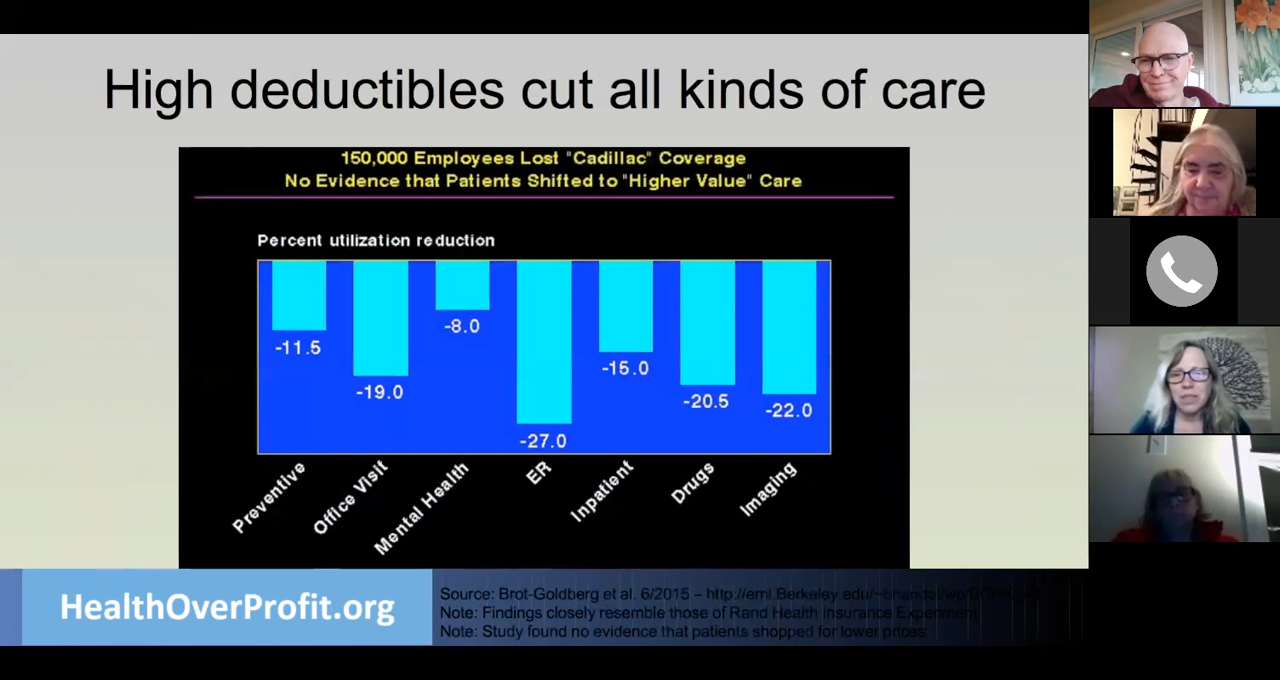 High deductibles cut all kinds of care
150,000 Employees Lost "Cadillac" Coverage
No Evidence that Patients Shifted to "Higher Value" Care
Percent utilization reduction
-11.5
-19.0
-8.0
-27.0
-15.0
-20.5
-22.0
Preventive
Office Visit
Mental Health
ER
Inpatient
Drugs
Imaging
HealthOverProfit.org
Source: Brot-Goldberg et al. 6/2015 –
Note: Findings closely resemble those of Rand Health Insurance Experiment
Note: Study found no evidence that patients shopped for lower prices